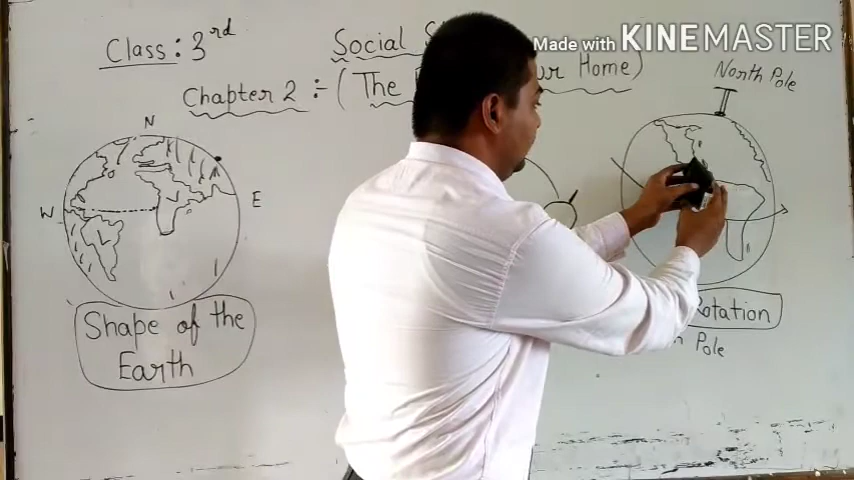 Made with KINEMASTER
Class : 3rd
Social
Chapter 2 :- (The
Home)
North Pole
N
W
E
Shape of the
Earth
Rotation
Pole